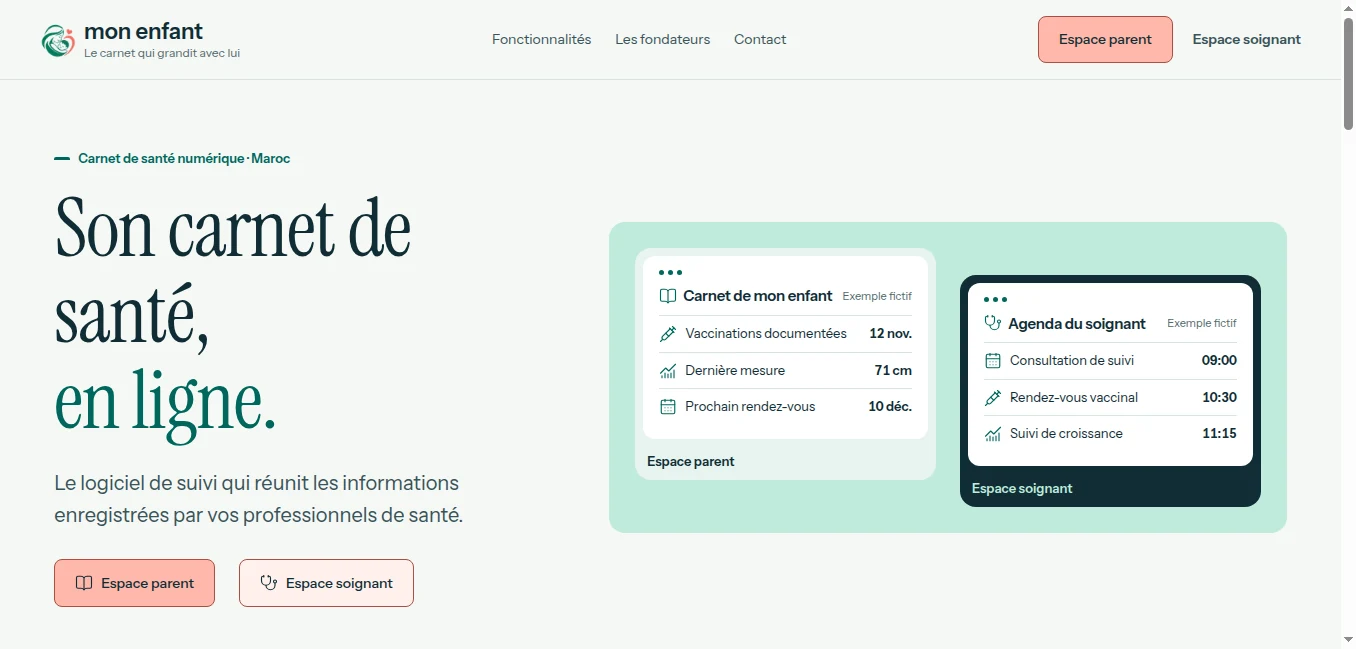 mon enfant
Le carnet qui grandit avec lui
Fonctionnalités
Les fondateurs
Contact
Espace parent
Espace soignant
Carnet de santé numérique · Maroc
Son carnet de
santé,
en ligne.
Le logiciel de suivi qui réunit les informations
enregistrées par vos professionnels de santé.
Espace parent
Espace soignant
Carnet de mon enfant Exemple fictif
Vaccinations documentées 12 nov.
Dernière mesure 71 cm
Prochain rendez-vous 10 déc.
Espace parent
Agenda du soignant Exemple fictif
Consultation de suivi 09:00
Rendez-vous vaccinal 10:30
Suivi de croissance 11:15
Espace soignant